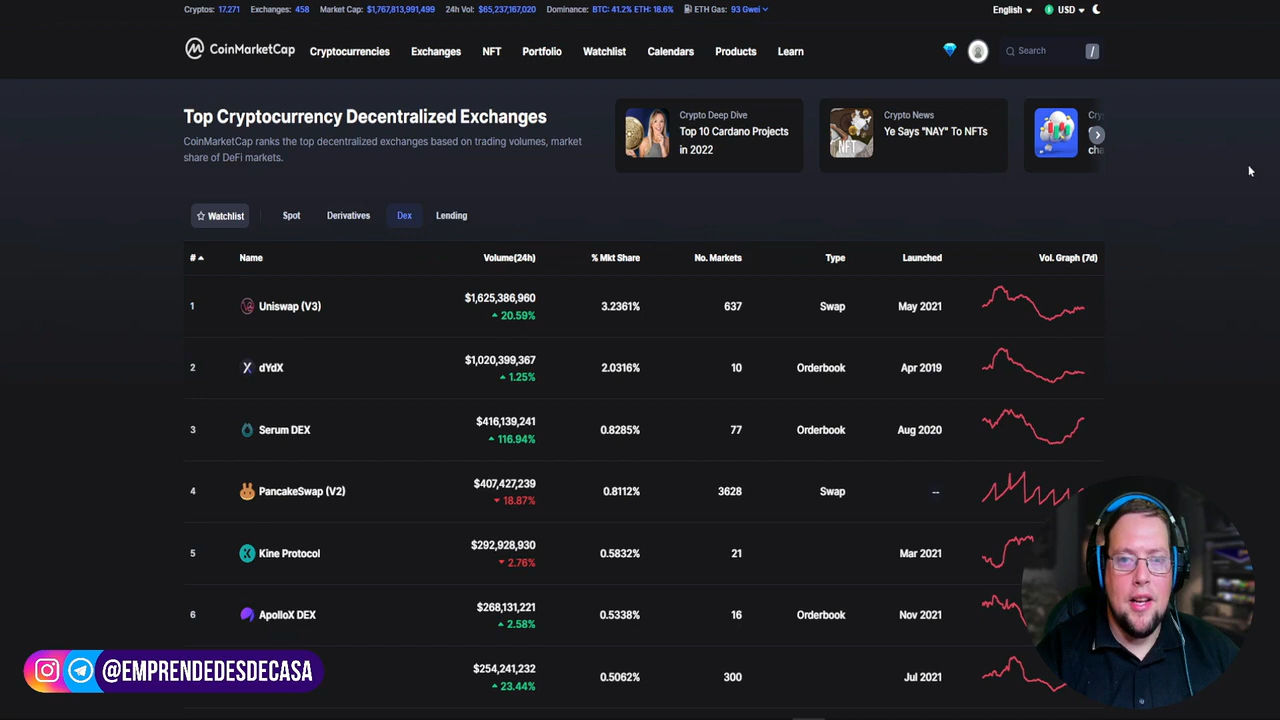 Cryptos: 17.271 Exchanges: 458 Market Cap: $1,767,813,991,499 24h Vol: $65,237,167,020 Dominance: BTC: 41.2% ETH: 18.6% ETH Gas: 93 Gwei English USD
CoinMarketCap Cryptocurrencies Exchanges NFT Portfolio Watchlist Calendars Products Learn Search /
Top Cryptocurrency Decentralized Exchanges
CoinMarketCap ranks the top decentralized exchanges based on trading volumes, market
share of DeFi markets.
Crypto Deep Dive
Top 10 Cardano Projects
in 2022
NFT
Crypto News
Ye Says "NAY" To NFTs
Watchlist Spot Derivatives Dex Lending
# Name Volume(24h) % Mkt Share No. Markets Type Launched Vol. Graph (7d)
1 Uniswap (V3) $1,625,386,960 3.2361% 637 Swap May 2021
20.59%
2 dYdX $1,020,399,367 2.0316% 10 Orderbook Apr 2019
1.25%
3 Serum DEX $416,139,241 0.8285% 77 Orderbook Aug 2020
116.94%
4 PancakeSwap (V2) $407,427,239 0.8112% 3628 Swap --
18.87%
5 Kine Protocol $292,928,930 0.5832% 21 Mar 2021
2.76%
6 ApolloX DEX $268,131,221 0.5338% 16 Orderbook Nov 2021
2.58%
$254,241,232 0.5062% 300 Jul 2021
23.44%
@EMPRENDEDESDECASA